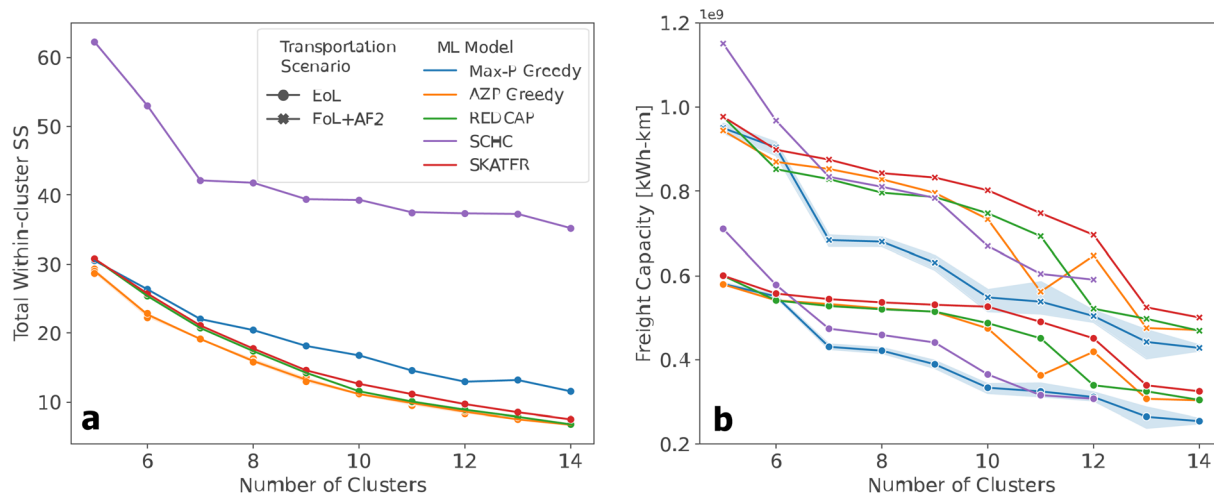 Transportation
Scenario
EoL
EoL+AF2
ML Model
Max-P Greedy
AZP Greedy
REDCAP
SCHC
SKATER
Total Within-cluster SS
60
50
40
30
20
10
6
8
10
12
14
Number of Clusters
a
1e9
Freight Capacity [kWh-km]
1.2
1.0
0.8
0.6
0.4
0.2
6
8
10
12
14
Number of Clusters
b